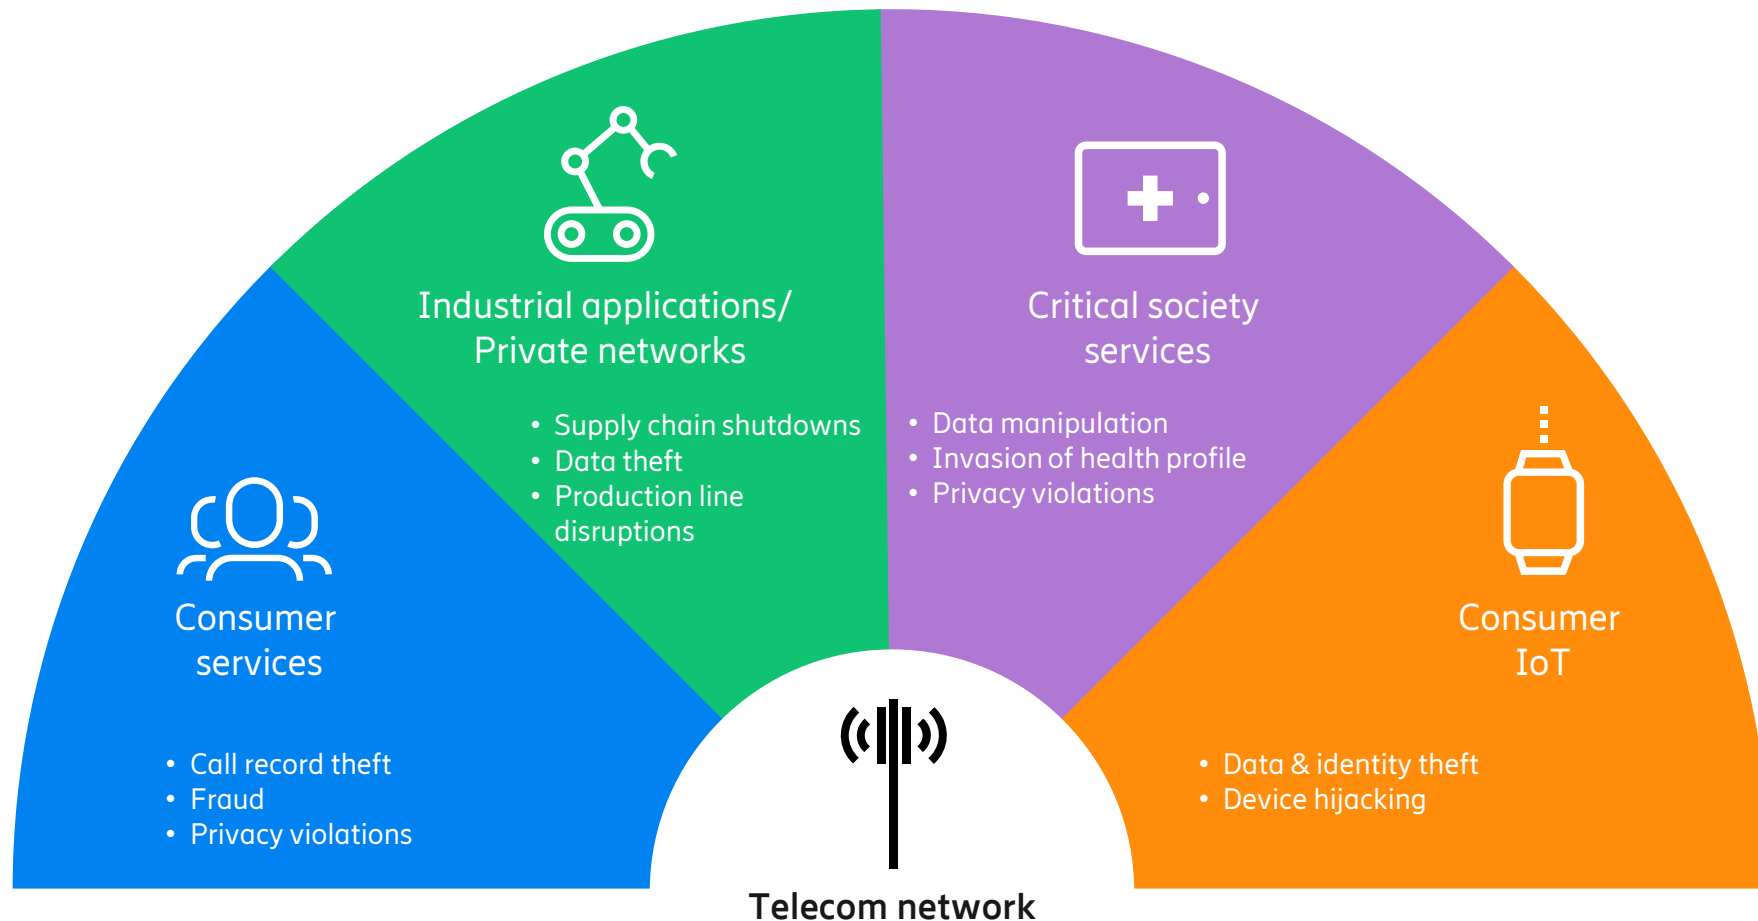 Industrial applications/
Private networks
• Supply chain shutdowns
• Data theft
• Production line
disruptions
Critical society
services
• Data manipulation
• Invasion of health profile
• Privacy violations
Consumer
services
• Call record theft
• Fraud
• Privacy violations
Consumer
IoT
• Data & identity theft
• Device hijacking
Telecom network